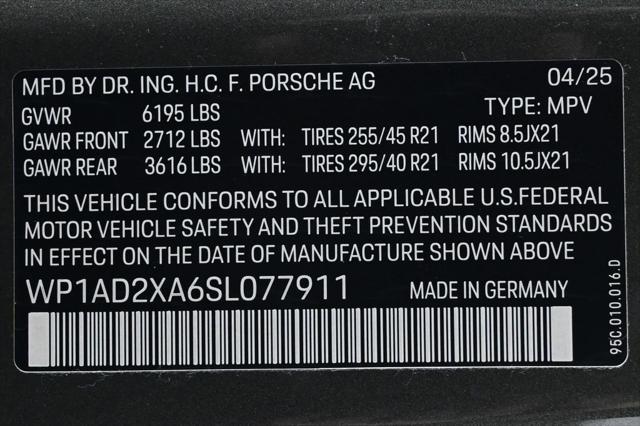 MFD BY DR. ING. H.C. F. PORSCHE AG 04/25
GVWR 6195 LBS TYPE: MPV
GAWR FRONT 2712 LBS WITH: TIRES 255/45 R21 RIMS 8.5JX21
GAWR REAR 3616 LBS WITH: TIRES 295/40 R21 RIMS 10.5JX21
THIS VEHICLE CONFORMS TO ALL APPLICABLE U.S.FEDERAL
MOTOR VEHICLE SAFETY AND THEFT PREVENTION STANDARDS
IN EFFECT ON THE DATE OF MANUFACTURE SHOWN ABOVE
WP1AD2XA6SL077911 MADE IN GERMANY
95C.010.016.D